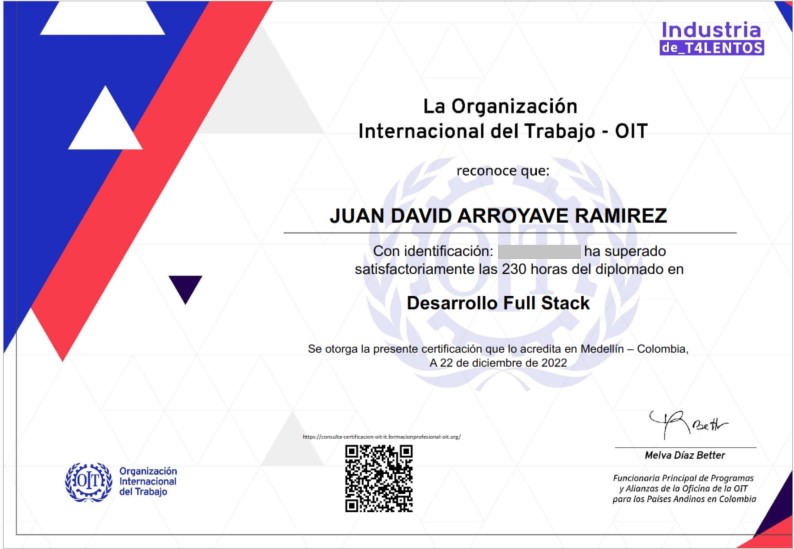 Industria
de_T4LENTOS
La Organización
Internacional del Trabajo - OIT
reconoce que:
JUAN DAVID ARROYAVE RAMIREZ
Con identificación: ha superado
satisfactoriamente las 230 horas del diplomado en
Desarrollo Full Stack
Se otorga la presente certificación que lo acredita en Medellín – Colombia,
A 22 de diciembre de 2022
https://consulta-certificacion-oit-it.formacionprofesional-oit.org/
Better
Melva Díaz Better
Funcionaria Principal de Programas
y Alianzas de la Oficina de la OIT
para los Países Andinos en Colombia
OIT
Organización
Internacional
del Trabajo